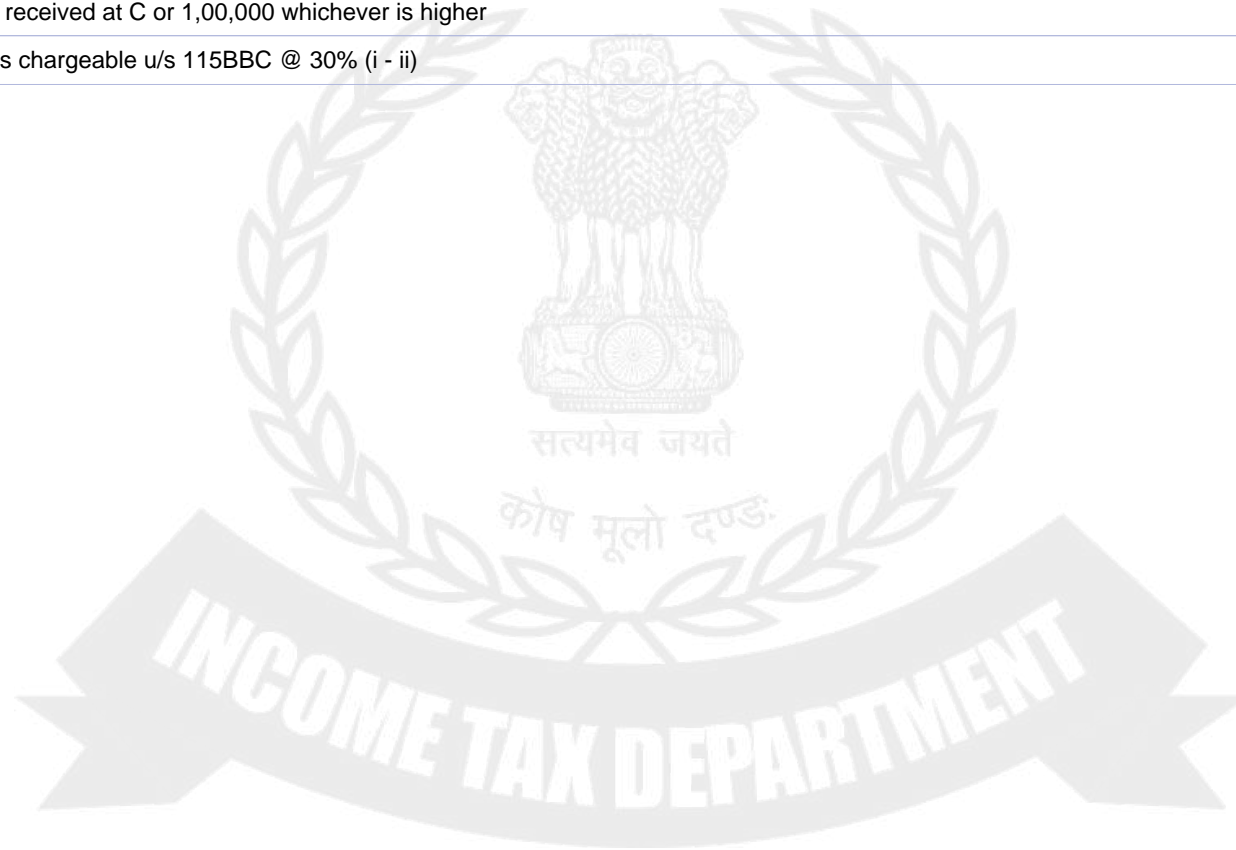 received at C or 1,00,000 whichever is higher
s chargeable u/s 115BBC @ 30% (i - ii)
सत्यमेव जयते
कोष मूलो दण्ड:
INCOME TAX DEPARTMENT